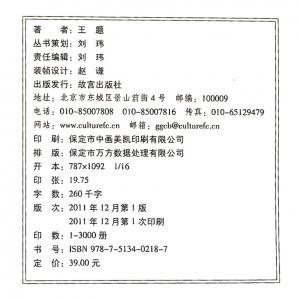 著 者：王 题
丛书策划：刘 玮
责任编辑：刘 玮
装帧设计：赵 谦
出版发行：故宫出版社
地址：北京市东城区景山前街4号 邮编：100009
电话：010-85007808 010-85007816 传真：010-65129479
网站：www.culturefc.cn 邮箱：ggcb@culturefc.cn
印 刷：保定市中画美凯印刷有限公司
排 版：保定市万方数据处理有限公司
开 本：787×1092 1/16
印 张：19.75
字 数：260千字
版 次：2011年12月第1版
2011年12月第1次印刷
印 数：1-3000册
书 号：ISBN 978-7-5134-0218-7
定 价：39.00元